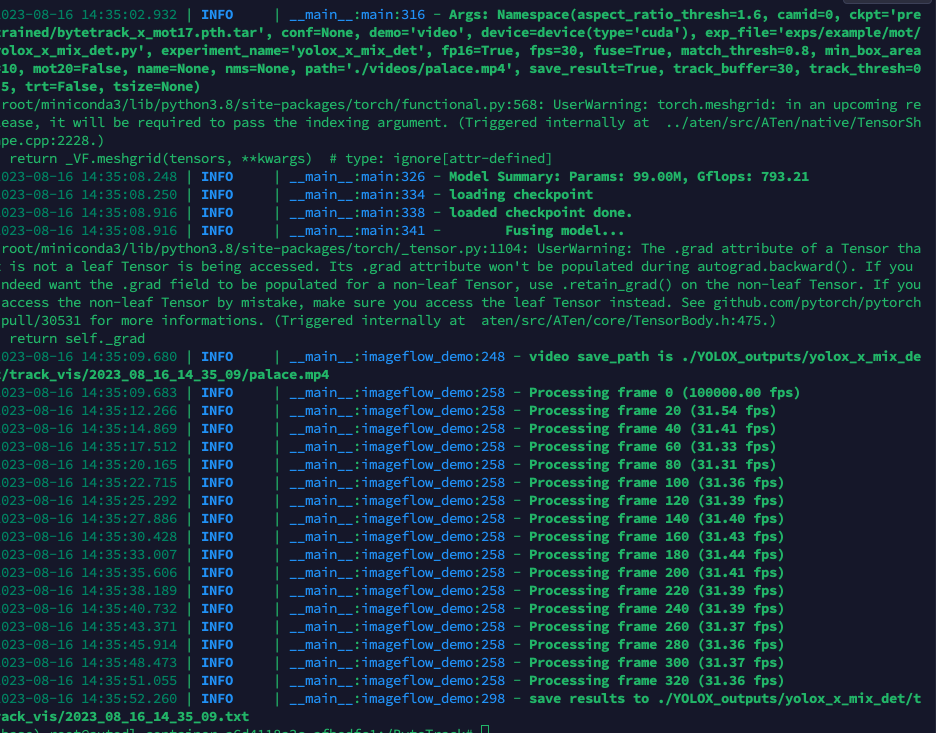 023-08-16 14:35:02.932 | INFO     | __main__:main:316 - Args: Namespace(aspect_ratio_thresh=1.6, camid=0, ckpt='pre
rained/bytetrack_x_mot17.pth.tar', conf=None, demo='video', device=device(type='cuda'), exp_file='exps/example/mot/
olox_x_mix_det.py', experiment_name='yolox_x_mix_det', fp16=True, fps=30, fuse=True, match_thresh=0.8, min_box_area
=10, mot20=False, name=None, nms=None, path='./videos/palace.mp4', save_result=True, track_buffer=30, track_thresh=0
5, trt=False, tsize=None)
root/miniconda3/lib/python3.8/site-packages/torch/functional.py:568: UserWarning: torch.meshgrid: in an upcoming re
ease, it will be required to pass the indexing argument. (Triggered internally at  ../aten/src/ATen/native/TensorSh
pe.cpp:2228.)
  return _VF.meshgrid(tensors, **kwargs)  # type: ignore[attr-defined]
023-08-16 14:35:08.248 | INFO     | __main__:main:326 - Model Summary: Params: 99.00M, Gflops: 793.21
023-08-16 14:35:08.250 | INFO     | __main__:main:334 - loading checkpoint
023-08-16 14:35:08.916 | INFO     | __main__:main:338 - loaded checkpoint done.
023-08-16 14:35:08.916 | INFO     | __main__:main:341 -        Fusing model...
root/miniconda3/lib/python3.8/site-packages/torch/_tensor.py:1104: UserWarning: The .grad attribute of a Tensor tha
 is not a leaf Tensor is being accessed. Its .grad attribute won't be populated during autograd.backward(). If you
ndeed want the .grad field to be populated for a non-leaf Tensor, use .retain_grad() on the non-leaf Tensor. If you
access the non-leaf Tensor by mistake, make sure you access the leaf Tensor instead. See github.com/pytorch/pytorch
pull/30531 for more informations. (Triggered internally at  aten/src/ATen/core/TensorBody.h:475.)
  return self._grad
023-08-16 14:35:09.680 | INFO     | __main__:imageflow_demo:248 - video save_path is ./YOLOX_outputs/yolox_x_mix_de
/track_vis/2023_08_16_14_35_09/palace.mp4
023-08-16 14:35:09.683 | INFO     | __main__:imageflow_demo:258 - Processing frame 0 (100000.00 fps)
023-08-16 14:35:12.266 | INFO     | __main__:imageflow_demo:258 - Processing frame 20 (31.54 fps)
023-08-16 14:35:14.869 | INFO     | __main__:imageflow_demo:258 - Processing frame 40 (31.41 fps)
023-08-16 14:35:17.512 | INFO     | __main__:imageflow_demo:258 - Processing frame 60 (31.33 fps)
023-08-16 14:35:20.165 | INFO     | __main__:imageflow_demo:258 - Processing frame 80 (31.31 fps)
023-08-16 14:35:22.715 | INFO     | __main__:imageflow_demo:258 - Processing frame 100 (31.36 fps)
023-08-16 14:35:25.292 | INFO     | __main__:imageflow_demo:258 - Processing frame 120 (31.39 fps)
023-08-16 14:35:27.886 | INFO     | __main__:imageflow_demo:258 - Processing frame 140 (31.40 fps)
023-08-16 14:35:30.428 | INFO     | __main__:imageflow_demo:258 - Processing frame 160 (31.43 fps)
023-08-16 14:35:33.007 | INFO     | __main__:imageflow_demo:258 - Processing frame 180 (31.44 fps)
023-08-16 14:35:35.606 | INFO     | __main__:imageflow_demo:258 - Processing frame 200 (31.41 fps)
023-08-16 14:35:38.189 | INFO     | __main__:imageflow_demo:258 - Processing frame 220 (31.39 fps)
023-08-16 14:35:40.732 | INFO     | __main__:imageflow_demo:258 - Processing frame 240 (31.39 fps)
023-08-16 14:35:43.371 | INFO     | __main__:imageflow_demo:258 - Processing frame 260 (31.37 fps)
023-08-16 14:35:45.914 | INFO     | __main__:imageflow_demo:258 - Processing frame 280 (31.36 fps)
023-08-16 14:35:48.473 | INFO     | __main__:imageflow_demo:258 - Processing frame 300 (31.37 fps)
023-08-16 14:35:51.055 | INFO     | __main__:imageflow_demo:258 - Processing frame 320 (31.36 fps)
023-08-16 14:35:52.260 | INFO     | __main__:imageflow_demo:298 - save results to ./YOLOX_outputs/yolox_x_mix_det/t
rack_vis/2023_08_16_14_35_09.txt